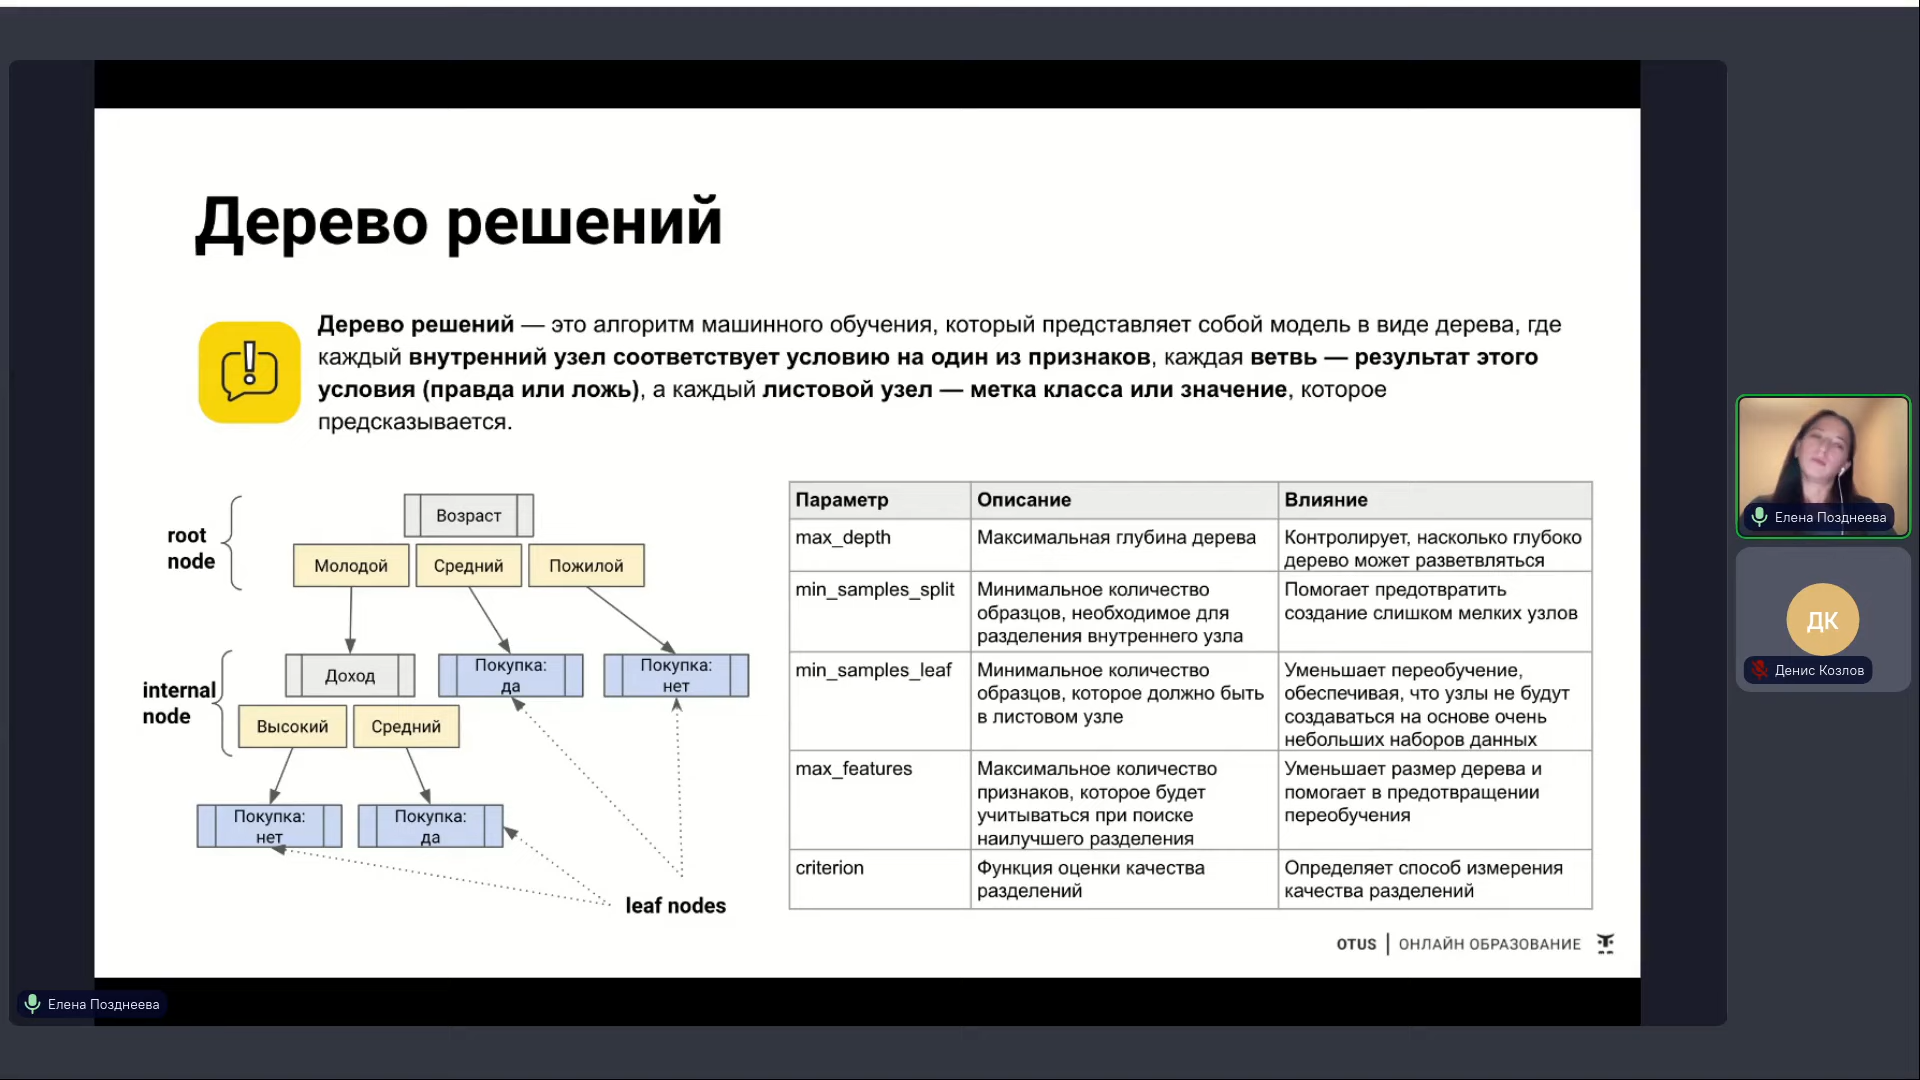 Дерево решений
Дерево решений — это алгоритм машинного обучения, который представляет собой модель в виде дерева, где
каждый внутренний узел соответствует условию на один из признаков, каждая ветвь — результат этого
условия (правда или ложь), а каждый листовой узел — метка класса или значение, которое
предсказывается.
root
node
Возраст
Молодой
Средний
Пожилой
internal
node
Доход
Покупка:
да
Покупка:
нет
Высокий
Средний
Покупка:
нет
Покупка:
да
leaf nodes
Параметр
Описание
Влияние
max_depth
Максимальная глубина дерева
Контролирует, насколько глубоко
дерево может разветвляться
min_samples_split
Минимальное количество
образцов, необходимое для
разделения внутреннего узла
Помогает предотвратить
создание слишком мелких узлов
min_samples_leaf
Минимальное количество
образцов, которое должно быть
в листовом узле
Уменьшает переобучение,
обеспечивая, что узлы не будут
создаваться на основе очень
небольших наборов данных
max_features
Максимальное количество
признаков, которое будет
учитываться при поиске
наилучшего разделения
Уменьшает размер дерева и
помогает в предотвращении
переобучения
criterion
Функция оценки качества
разделений
Определяет способ измерения
качества разделений
OTUS | ОНЛАЙН ОБРАЗОВАНИЕ
Елена Позднеева
Елена Позднеева
ДК
Денис Козлов